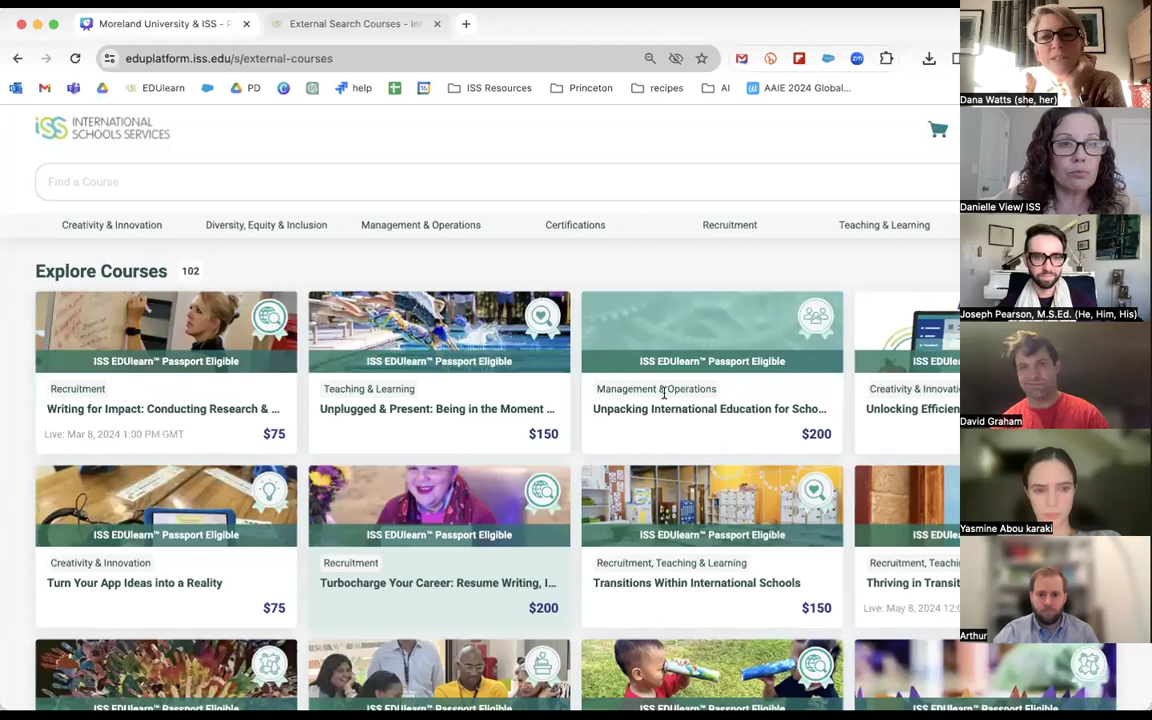 Moreland University & ISS - F
External Search Courses - Int
eduplatform.iss.edu/s/external-courses
EDUlearn
PD
help
ISS Resources
Princeton
recipes
AI
AAIE 2024 Global...
INTERNATIONAL
SCHOOLS SERVICES
Find a Course
Creativity & Innovation
Diversity, Equity & Inclusion
Management & Operations
Certifications
Recruitment
Teaching & Learning
Explore Courses 102
ISS EDUlearn™ Passport Eligible
Recruitment
Writing for Impact: Conducting Research & ...
Live: Mar 8, 2024 1:00 PM GMT $75
ISS EDUlearn™ Passport Eligible
Teaching & Learning
Unplugged & Present: Being in the Moment ...
$150
ISS EDUlearn™ Passport Eligible
Management & Operations
Unpacking International Education for Scho...
$200
ISS EDUle
Creativity & Innovati
Unlocking Efficien
ISS EDUlearn™ Passport Eligible
Creativity & Innovation
Turn Your App Ideas into a Reality
$75
ISS EDUlearn™ Passport Eligible
Recruitment
Turbocharge Your Career: Resume Writing, I...
$200
ISS EDUlearn™ Passport Eligible
Recruitment, Teaching & Learning
Transitions Within International Schools
$150
ISS EDUle
Recruitment, Teachin
Thriving in Transit
Live: May 8, 2024 12:0
Dana Watts (she, her)
Danielle View/ ISS
Joseph Pearson, M.S.Ed. (He, Him, His)
David Graham
Yasmine Abou karaki
Arthur